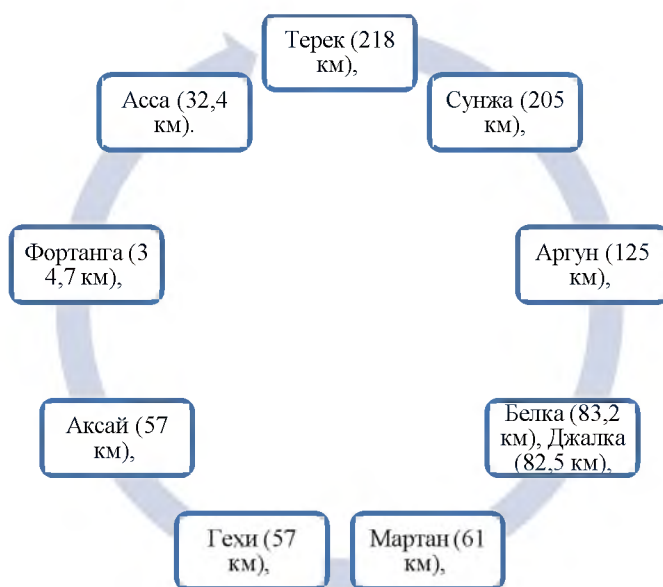 Терек (218
км),
Сунжа (205
км),
Аргун (125
км),
Белка (83,2
км), Джалка
(82,5 км),
Мартан (61
км),
Гехи (57
км),
Аксай (57
км),
Фортанга (3
4,7 км),
Асса (32,4
км).